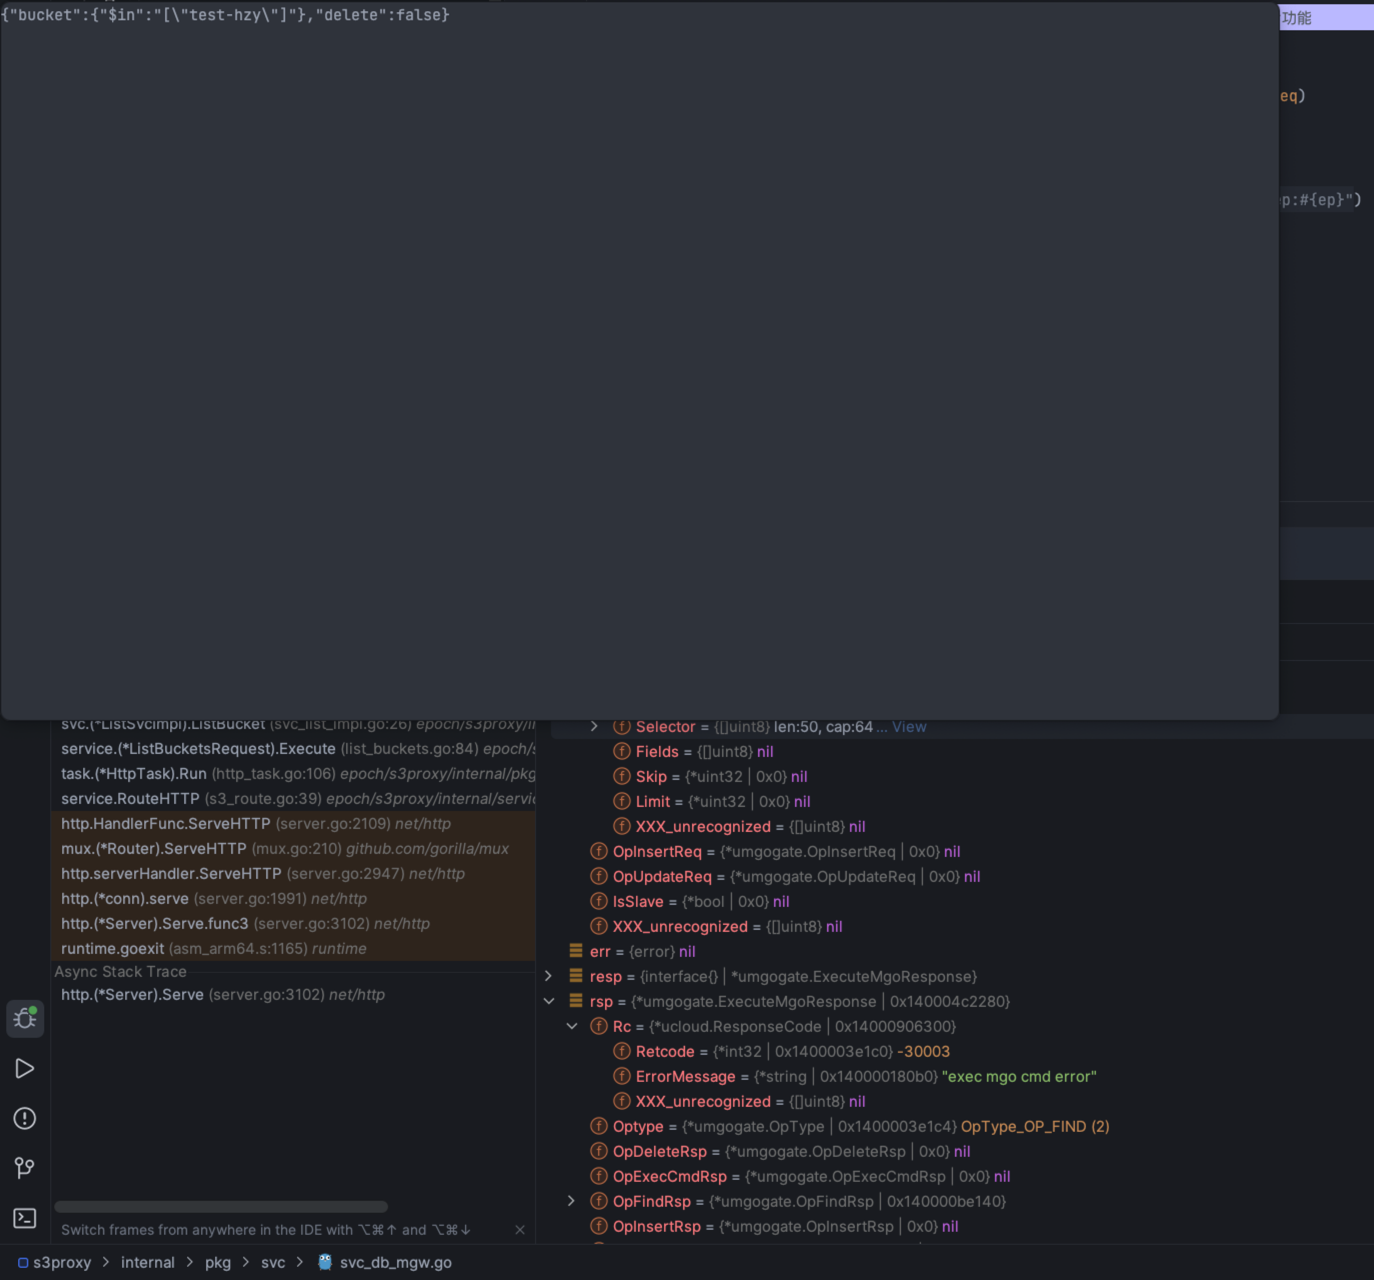 {"bucket":{"$in":"[\"test-hzy\"]"},"delete":false}
功能
eq)
p:#{ep}")
svc.(*ListSvcImpl).ListBucket (svc_list_impl.go:26) epoch/s3proxy/i
service.(*ListBucketsRequest).Execute (list_buckets.go:84) epoch/s
task.(*HttpTask).Run (http_task.go:106) epoch/s3proxy/internal/pkg
service.RouteHTTP (s3_route.go:39) epoch/s3proxy/internal/servic
http.HandlerFunc.ServeHTTP (server.go:2109) net/http
mux.(*Router).ServeHTTP (mux.go:210) github.com/gorilla/mux
http.serverHandler.ServeHTTP (server.go:2947) net/http
http.(*conn).serve (server.go:1991) net/http
http.(*Server).Serve.func3 (server.go:3102) net/http
runtime.goexit (asm_arm64.s:1165) runtime
Async Stack Trace
http.(*Server).Serve (server.go:3102) net/http
Switch frames from anywhere in the IDE with ⌥⌘↑ and ⌥⌘↓
Selector = {[]uint8} len:50, cap:64 ... View
Fields = {[]uint8} nil
Skip = {*uint32 | 0x0} nil
Limit = {*uint32 | 0x0} nil
XXX_unrecognized = {[]uint8} nil
OpInsertReq = {*umgogate.OpInsertReq | 0x0} nil
OpUpdateReq = {*umgogate.OpUpdateReq | 0x0} nil
IsSlave = {*bool | 0x0} nil
XXX_unrecognized = {[]uint8} nil
err = {error} nil
resp = {interface{} | *umgogate.ExecuteMgoResponse}
rsp = {*umgogate.ExecuteMgoResponse | 0x140004c2280}
Rc = {*ucloud.ResponseCode | 0x14000906300}
Retcode = {*int32 | 0x1400003e1c0} -30003
ErrorMessage = {*string | 0x140000180b0} "exec mgo cmd error"
XXX_unrecognized = {[]uint8} nil
Optype = {*umgogate.OpType | 0x1400003e1c4} OpType_OP_FIND (2)
OpDeleteRsp = {*umgogate.OpDeleteRsp | 0x0} nil
OpExecCmdRsp = {*umgogate.OpExecCmdRsp | 0x0} nil
OpFindRsp = {*umgogate.OpFindRsp | 0x140000be140}
OpInsertRsp = {*umgogate.OpInsertRsp | 0x0} nil
s3proxy > internal > pkg > svc > svc_db_mgw.go